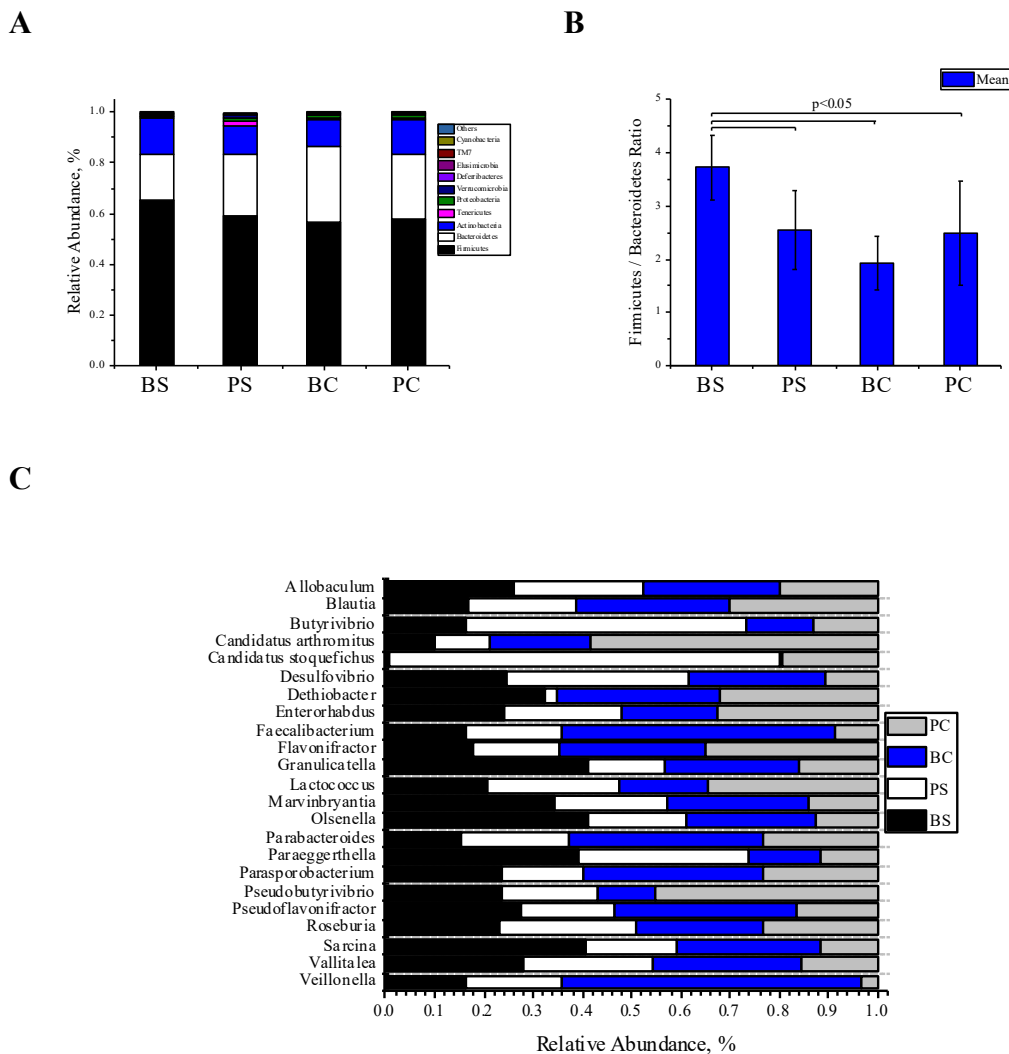 A
B
Mean
p<0.05
5
4
3
2
1
0
Firmicutes / Bacteroidetes Ratio
BS PS BC PC
1.0
0.8
0.6
0.4
0.2
0.0
Relative Abundance, %
BS PS BC PC
Others
Cyanobacteria
TM7
Elusimicrobia
Deferribacteres
Verrucomicrobia
Proteobacteria
Tenericutes
Actinobacteria
Bacteroidetes
Firmicutes
C
Allobaculum
Blautia
Butyrivibrio
Candidatus arthromitus
Candidatus stoquefichus
Desulfovibrio
Dethiobacter
Enterorhabdus
Faecalibacterium
Flavonifractor
Granulicatella
Lactococcus
Marvinbryantia
Olsenella
Parabacteroides
Paraeggerthella
Parasporobacterium
Pseudobutyrivibrio
Pseudoflavonifractor
Roseburia
Sarcina
Vallitalea
Veillonella
PC
BC
PS
BS
0.0 0.1 0.2 0.3 0.4 0.5 0.6 0.7 0.8 0.9 1.0
Relative Abundance, %